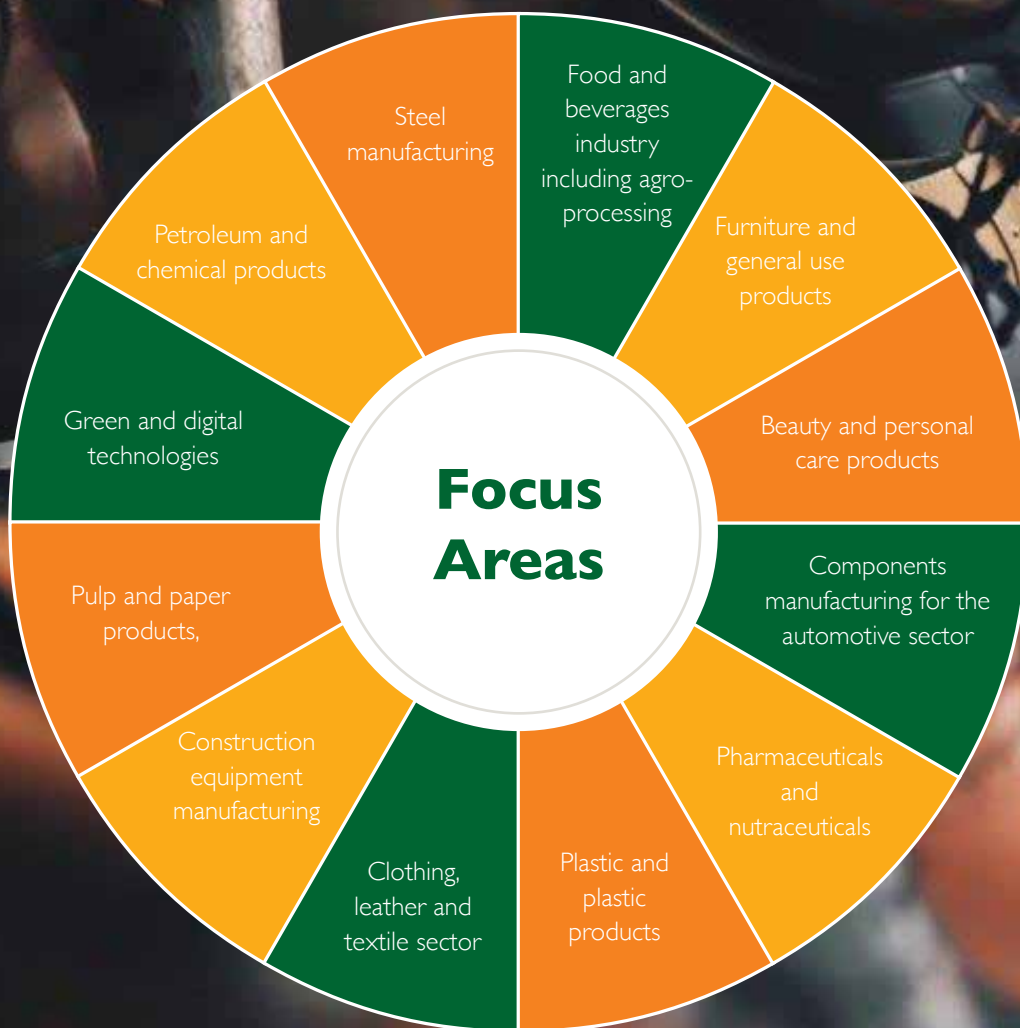 Focus
Areas
Food and
beverages
industry
including agro-
processing
Furniture and
general use
products
Beauty and personal
care products
Components
manufacturing for the
automotive sector
Pharmaceuticals
and
nutraceuticals
Plastic and
plastic
products
Clothing,
leather and
textile sector
Construction
equipment
manufacturing
Pulp and paper
products,
Green and digital
technologies
Petroleum and
chemical products
Steel
manufacturing